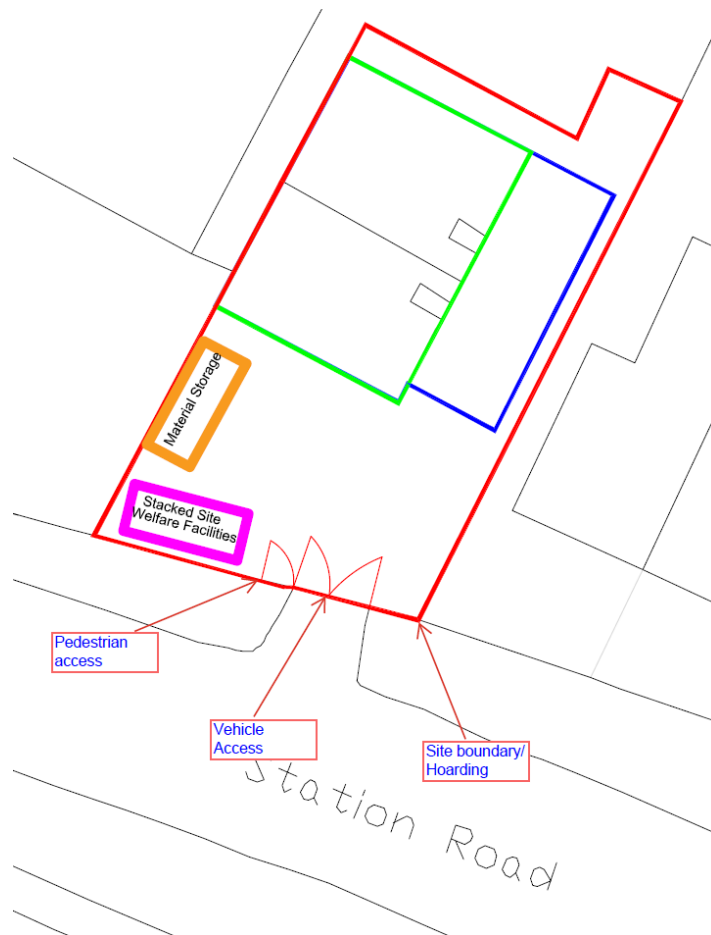 Material Storage
Stacked Site
Welfare Facilities
Pedestrian
access
Vehicle
Access
Site boundary/
Hoarding
Station Road